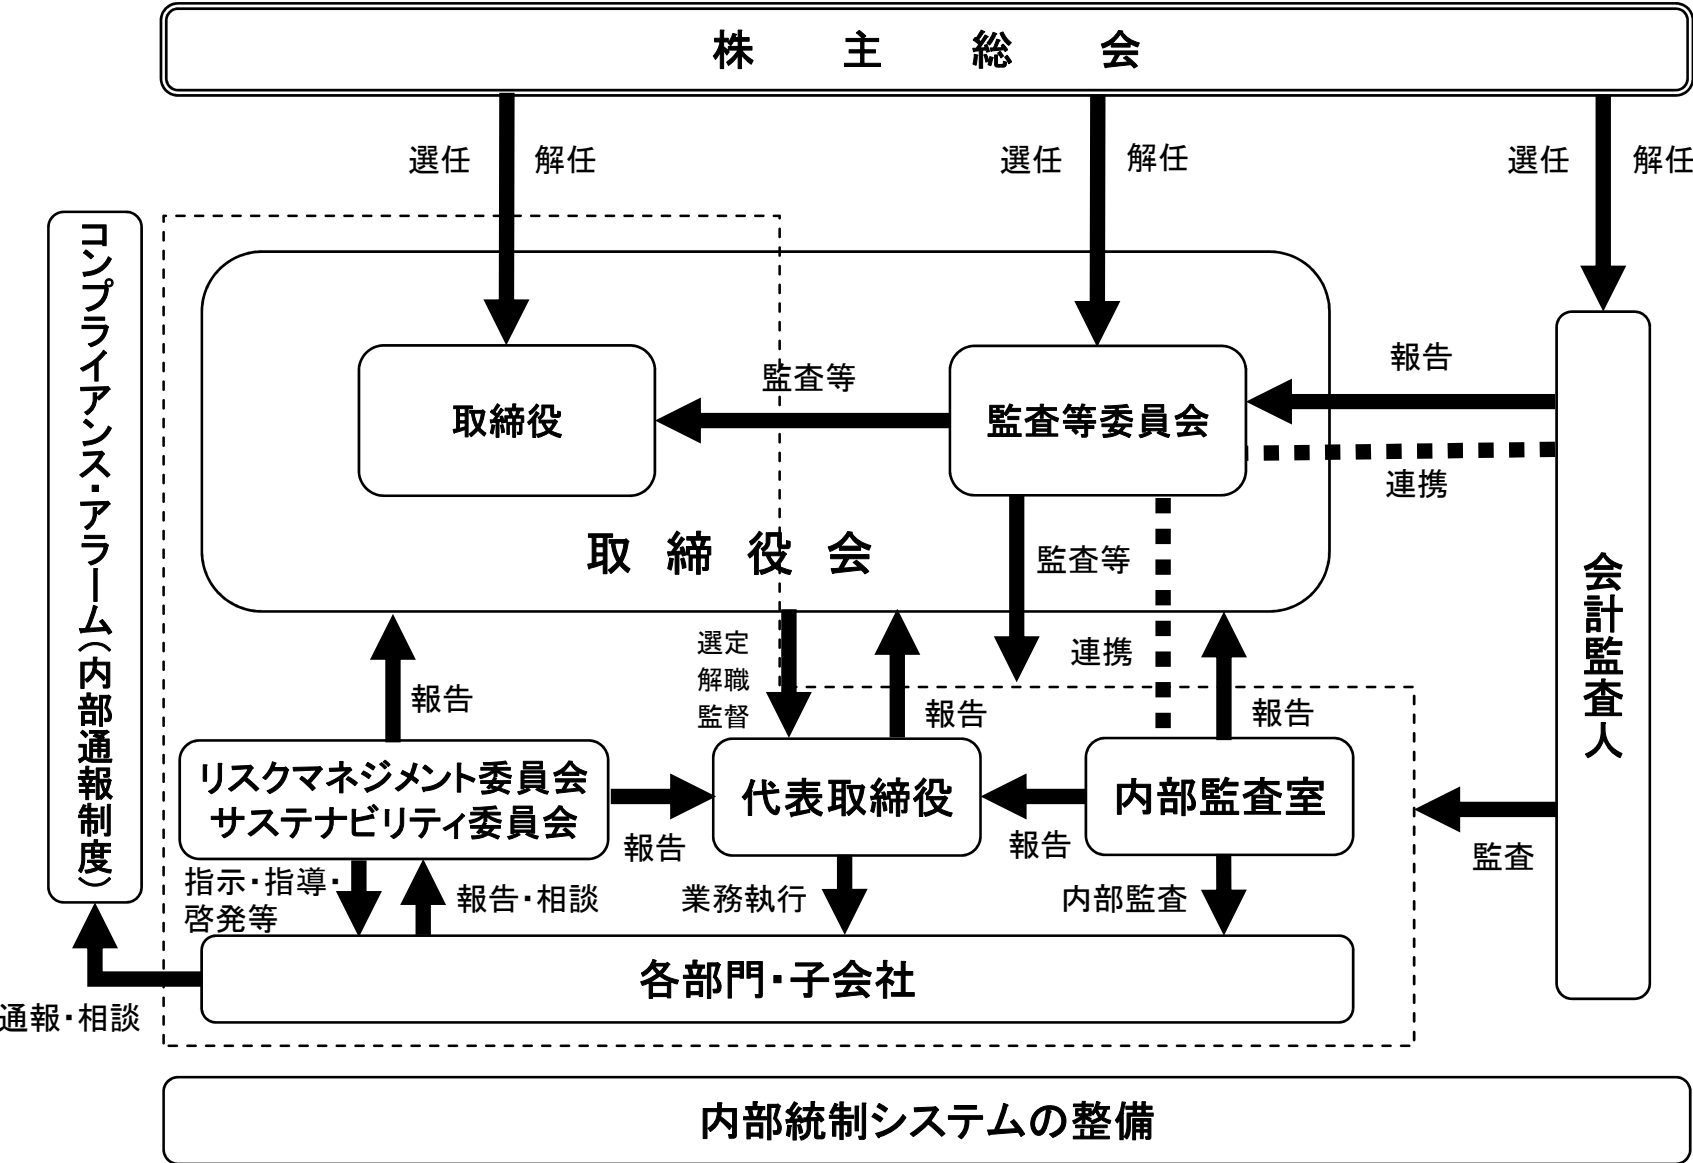 株主総会
選任
解任
選任
解任
選任
解任
コンプライアンス・アラーム（内部通報制度）
取締役
監査等
監査等委員会
報告
連携
取締役会
監査等
連携
会計監査人
報告
選定
解職
監督
報告
報告
リスクマネジメント委員会
サステナビリティ委員会
報告
代表取締役
報告
内部監査室
監査
指示・指導・
啓発等
報告・相談
業務執行
内部監査
各部門・子会社
通報・相談
内部統制システムの整備